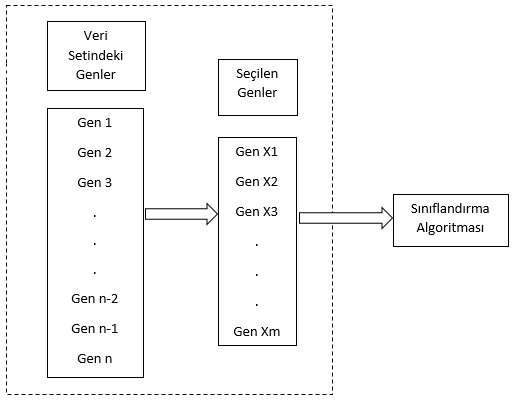 Veri
Setindeki
Genler
Gen 1
Gen 2
Gen 3
.
.
.
Gen n-2
Gen n-1
Gen n
Seçilen
Genler
Gen X1
Gen X2
Gen X3
.
.
.
Gen Xm
Sınıflandırma
Algoritması